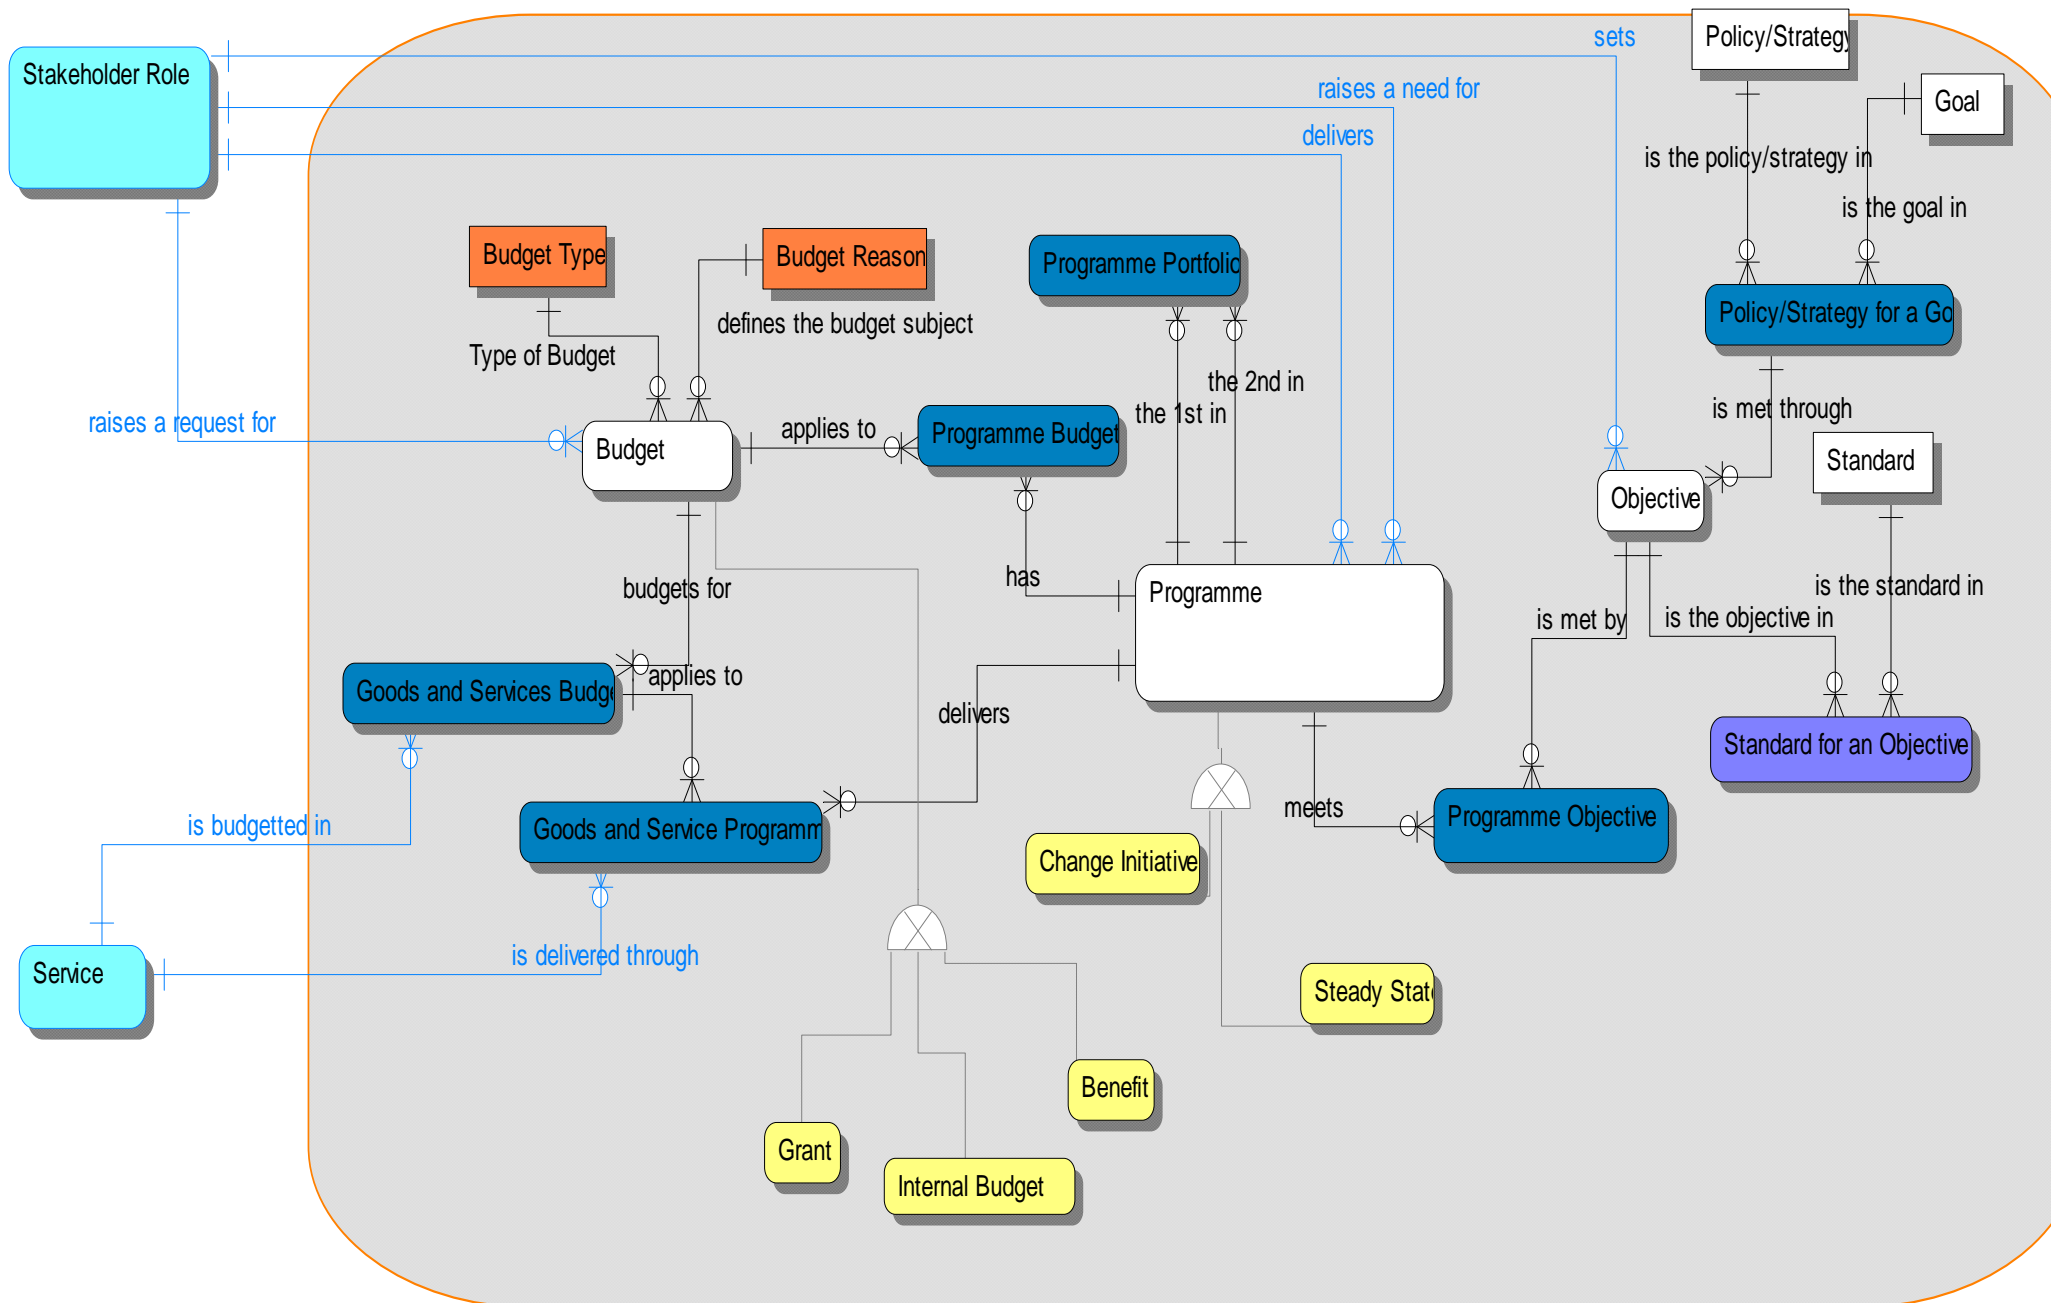 sets
Policy/Strategy
Stakeholder Role
raises a need for
Goal
delivers
is the policy/strategy in
is the goal in
Budget Type
Budget Reason
Programme Portfolio
defines the budget subject
Policy/Strategy for a Go
Type of Budget
the 2nd in
the 1st in
is met through
raises a request for
applies to
Programme Budget
Budget
Standard
Objective
has
budgets for
Programme
is the standard in
is met by
is the objective in
applies to
Goods and Services Budge
delivers
Standard for an Objective
is budgetted in
Goods and Service Programm
meets
Programme Objective
Change Initiative
is delivered through
Service
Steady State
Benefit
Grant
Internal Budget